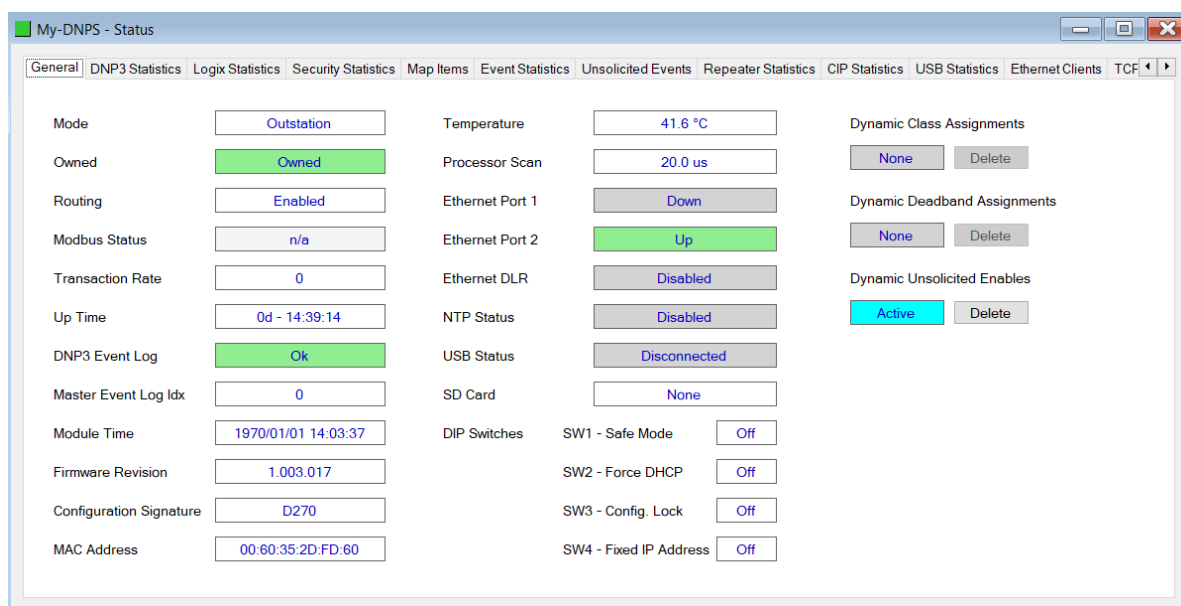 My-DNPS - Status
General DNP3 Statistics Logix Statistics Security Statistics Map Items Event Statistics Unsolicited Events Repeater Statistics CIP Statistics USB Statistics Ethernet Clients
Mode Outstation Temperature 41.6 °C Dynamic Class Assignments
Owned Owned Processor Scan 20.0 us None Delete
Routing Enabled Ethernet Port 1 Down Dynamic Deadband Assignments
Modbus Status n/a Ethernet Port 2 Up None Delete
Transaction Rate 0 Ethernet DLR Disabled Dynamic Unsolicited Enables
Up Time 0d - 14:39:14 NTP Status Disabled Active Delete
DNP3 Event Log Ok USB Status Disconnected
Master Event Log Idx 0 SD Card None
Module Time 1970/01/01 14:03:37 DIP Switches SW1 - Safe Mode Off
Firmware Revision 1.003.017 SW2 - Force DHCP Off
Configuration Signature D270 SW3 - Config. Lock Off
MAC Address 00:60:35:2D:FD:60 SW4 - Fixed IP Address Off